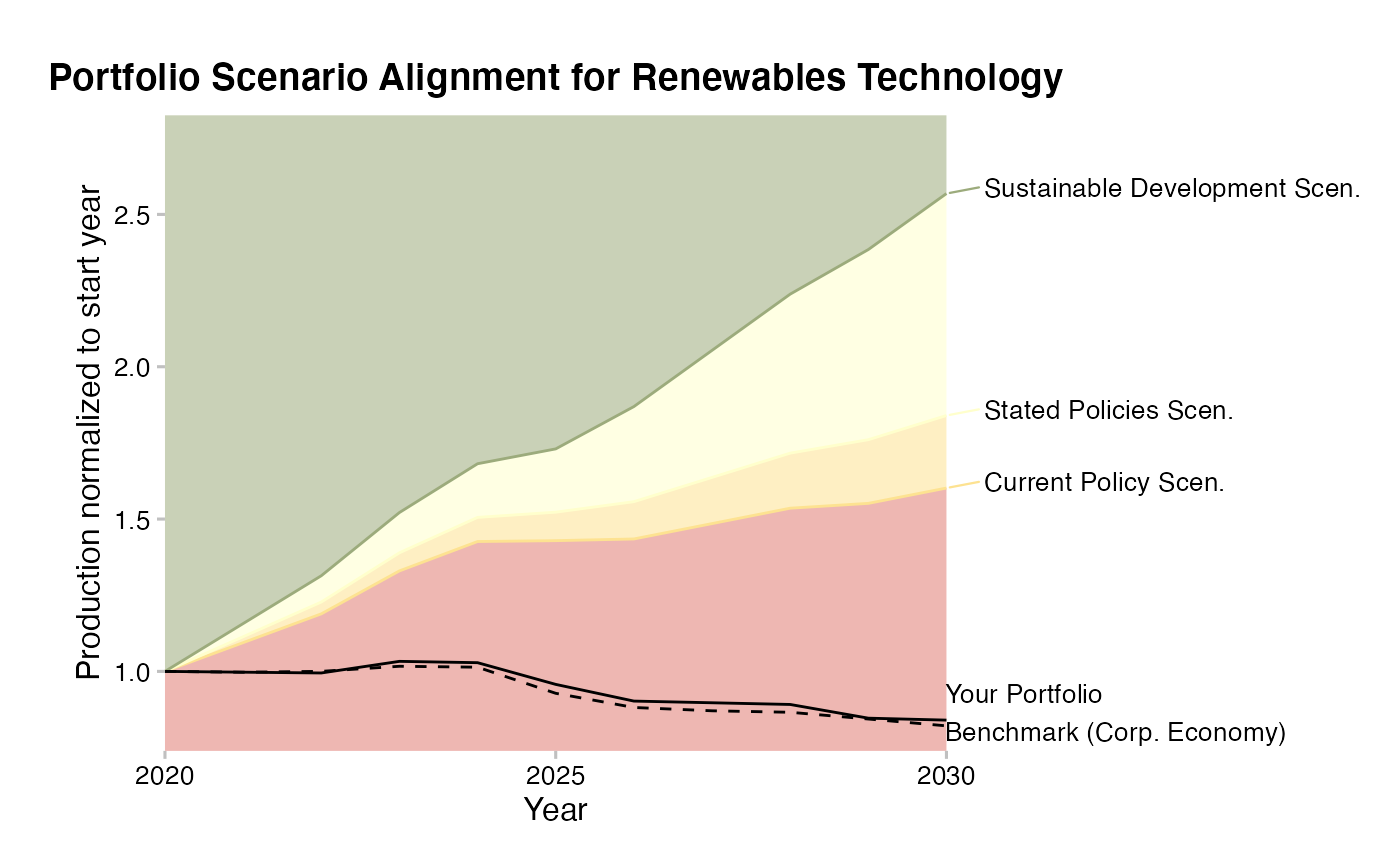 Portfolio Scenario Alignment for Renewables Technology
Production normalized to start year
2.5
2.0
1.5
1.0
Sustainable Development Scen.
Stated Policies Scen.
Current Policy Scen.
Your Portfolio
Benchmark (Corp. Economy)
2020
2025
2030
Year